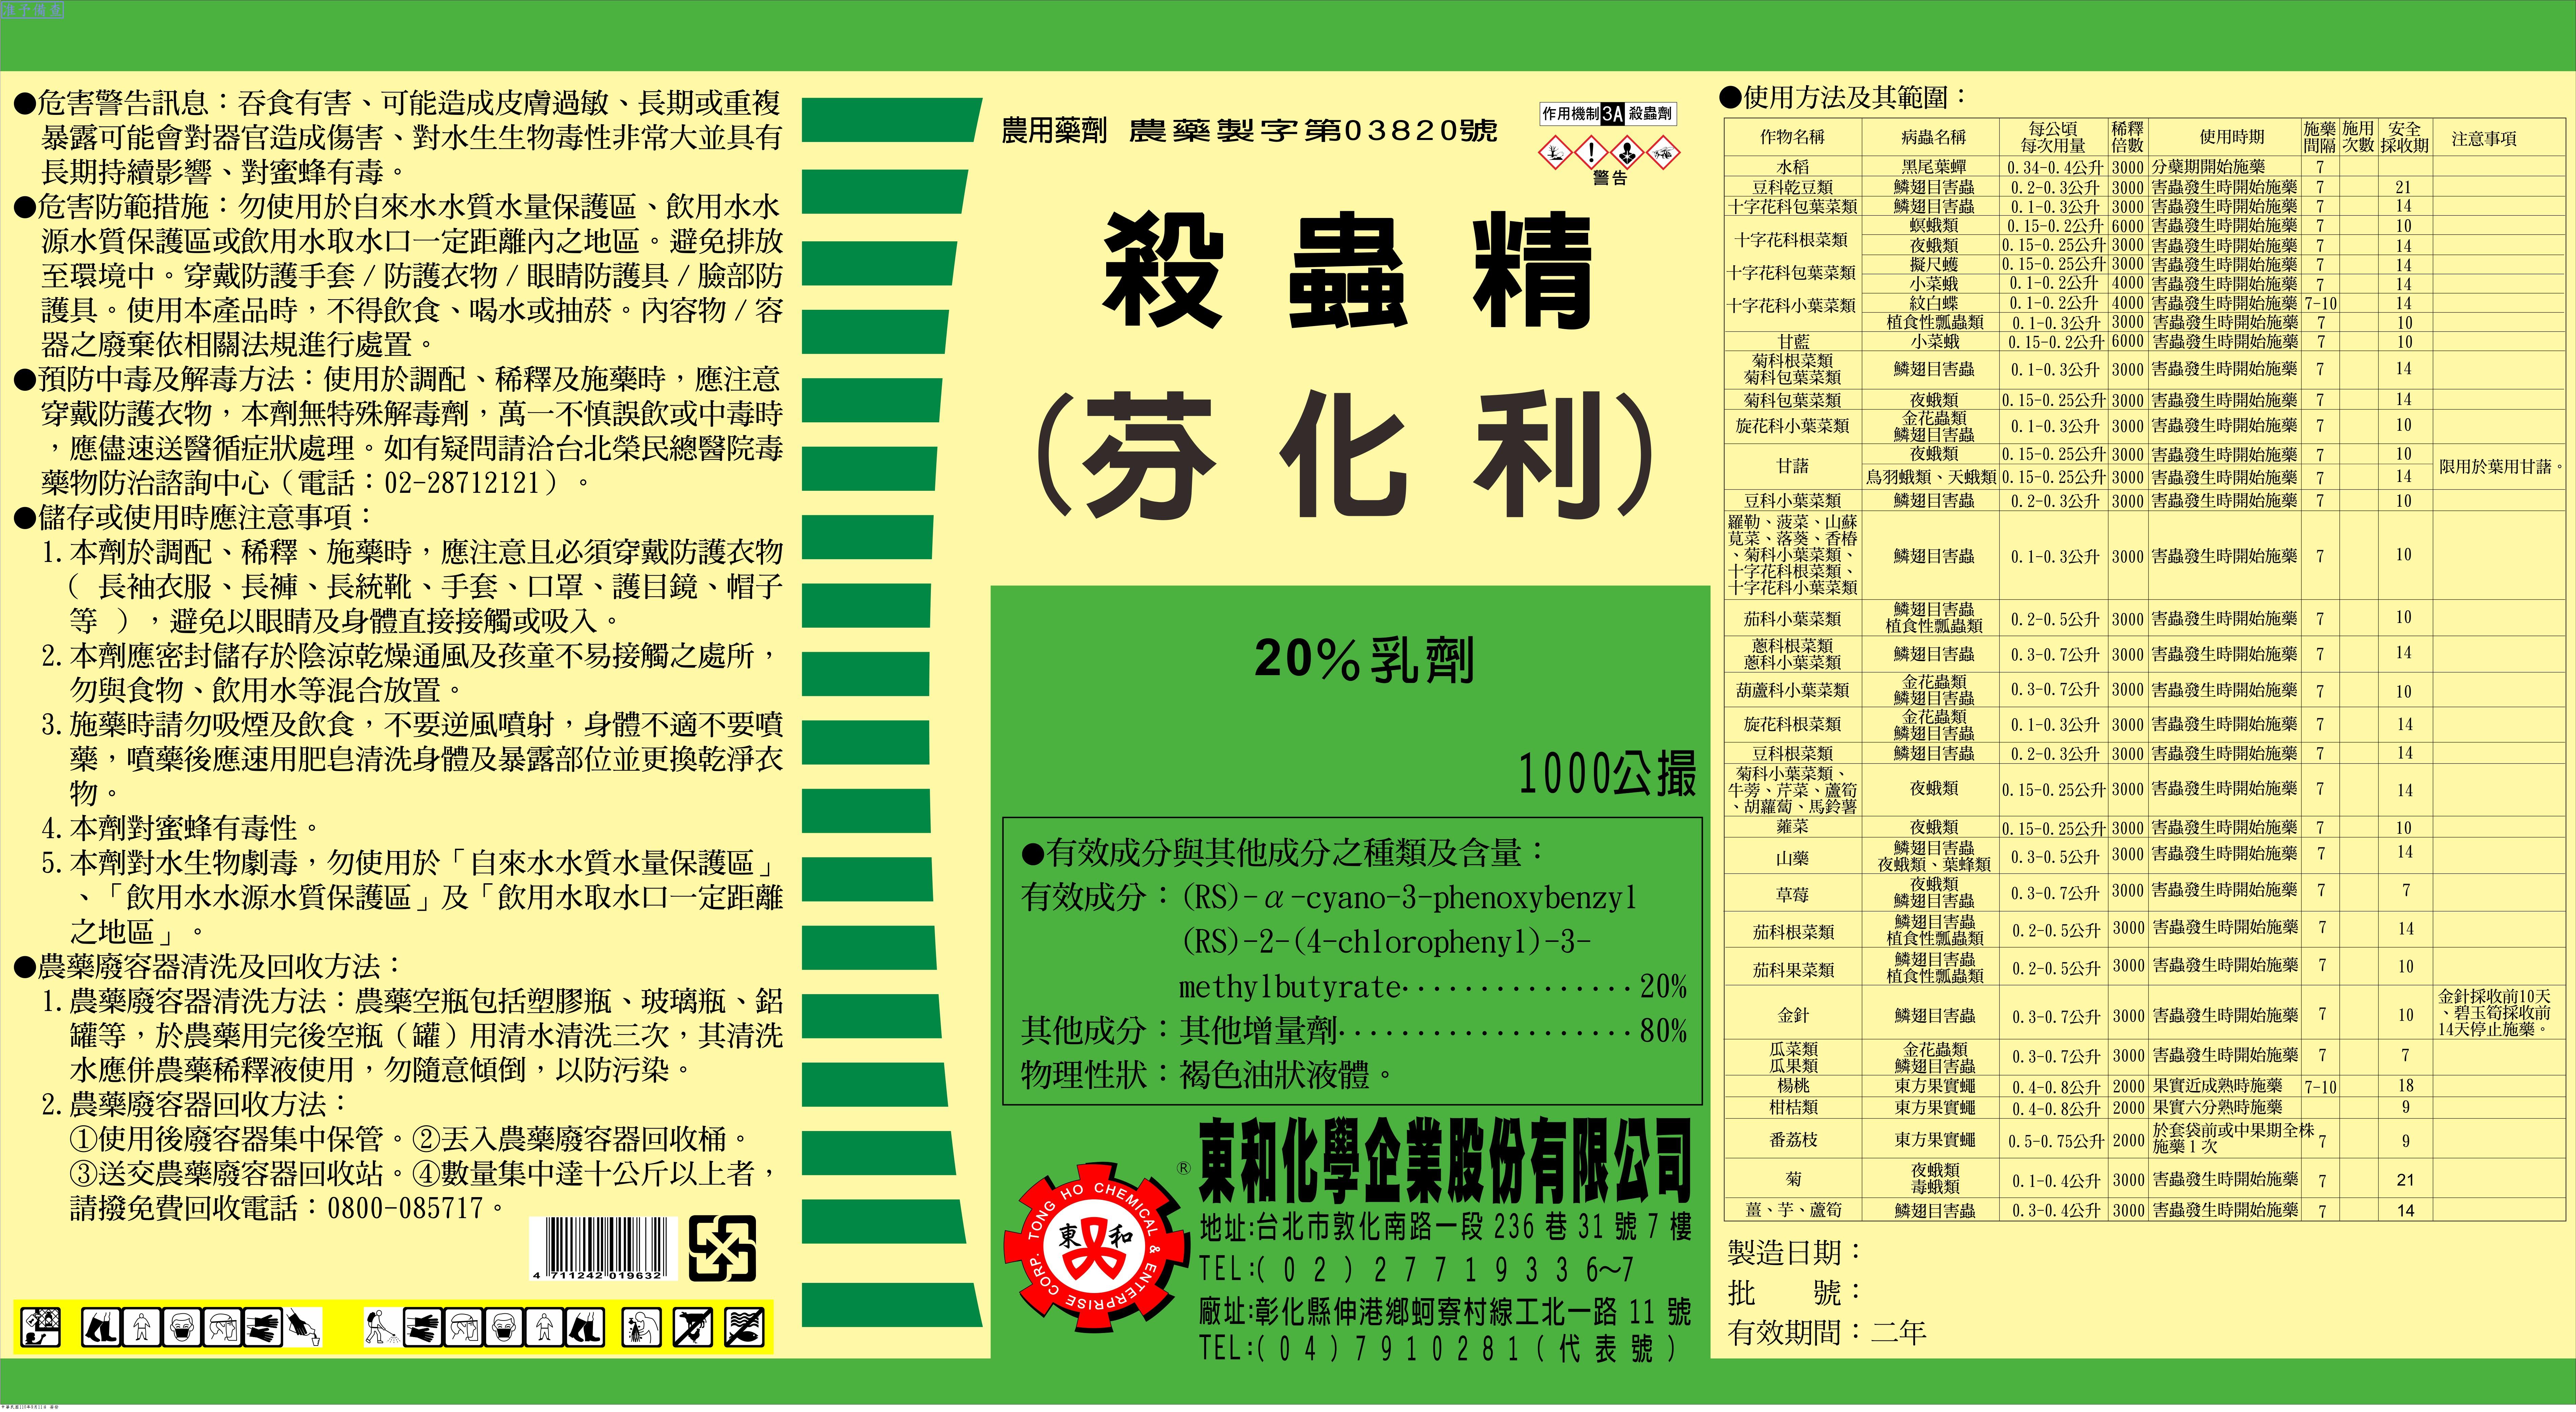 ●危害警告訊息：吞食有害、可能造成皮膚過敏、長期或重複
暴露可能會對器官造成傷害、對水生生物毒性非常大並具有
長期持續影響、對蜜蜂有毒。
●危害防範措施：勿使用於自來水水質水量保護區、飲用水水
源水質保護區或飲用水取水口一定距離內之地區。避免排放
至環境中。穿戴防護手套／防護衣物／眼睛防護具／臉部防
護具。使用本產品時，不得飲食、喝水或抽菸。內容物／容
器之廢棄依相關法規進行處置。
●預防中毒及解毒方法：使用於調配、稀釋及施藥時，應注意
穿戴防護衣物，本劑無特殊解毒劑，萬一不慎誤飲或中毒時
，應儘速送醫循症狀處理。如有疑問請洽台北榮民總醫院毒
藥物防治諮詢中心（電話：02-28712121）。
●儲存或使用時應注意事項：
1.本劑於調配、稀釋、施藥時，應注意且必須穿戴防護衣物
（ 長袖衣服、長褲、長統靴、手套、口罩、護目鏡、帽子
等 ），避免以眼睛及身體直接接觸或吸入。
2.本劑應密封儲存於陰涼乾燥通風及孩童不易接觸之處所，
勿與食物、飲用水等混合放置。
3.施藥時請勿吸煙及飲食，不要逆風噴射，身體不適不要噴
藥，噴藥後應速用肥皂清洗身體及暴露部位並更換乾淨衣
物。
4.本劑對蜜蜂有毒性。
5.本劑對水生物劇毒，勿使用於「自來水水質水量保護區」
、「飲用水水源水質保護區」及「飲用水取水口一定距離
之地區」。
●農藥廢容器清洗及回收方法：
1.農藥廢容器清洗方法：農藥空瓶包括塑膠瓶、玻璃瓶、鋁
罐等，於農藥用完後空瓶（罐）用清水清洗三次，其清洗
水應併農藥稀釋液使用，勿隨意傾倒，以防污染。
2.農藥廢容器回收方法：
①使用後廢容器集中保管。②丟入農藥廢容器回收桶。
③送交農藥廢容器回收站。④數量集中達十公斤以上者，
請撥免費回收電話：0800-085717。
4 711242 019632
農用藥劑 農藥製字第03820號
作用機制 3A 殺蟲劑
警告
殺蟲精
(芬化利)
20%乳劑
1000公撮
●有效成分與其他成分之種類及含量：
有效成分：(RS)-α-cyano-3-phenoxybenzyl
(RS)-2-(4-chlorophenyl)-3-
methylbutyrate··············· 20%
其他成分：其他增量劑··················· 80%
物理性狀：褐色油狀液體。
TONG HO CHEMICAL & ENTERPRISE CORP.
東 和
®
東和化學企業股份有限公司
地址:台北市敦化南路一段 236 巷 31 號 7 樓
TEL:(02)27719336～7
廠址:彰化縣伸港鄉蚵寮村線工北一路 11 號
TEL:(04)7910281(代表號)
●使用方法及其範圍：
作物名稱 病蟲名稱 每公頃每次用量 稀釋倍數 使用時期 施藥間隔 施用次數 安全採收期 注意事項
水稻 黑尾葉蟬 0.34-0.4公升 3000 分蘗期開始施藥 7
豆科乾豆類 鱗翅目害蟲 0.2-0.3公升 3000 害蟲發生時開始施藥 7 21
十字花科包葉菜類 鱗翅目害蟲 0.1-0.3公升 3000 害蟲發生時開始施藥 7 14
十字花科根菜類
十字花科包葉菜類
十字花科小葉菜類
螟蛾類 0.15-0.2公升 6000 害蟲發生時開始施藥 7 10
夜蛾類 0.15-0.25公升 3000 害蟲發生時開始施藥 7 14
擬尺蠖 0.15-0.25公升 3000 害蟲發生時開始施藥 7 14
小菜蛾 0.1-0.2公升 4000 害蟲發生時開始施藥 7 14
紋白蝶 0.1-0.2公升 4000 害蟲發生時開始施藥 7-10 14
植食性瓢蟲類 0.1-0.3公升 3000 害蟲發生時開始施藥 7 10
甘藍 小菜蛾 0.15-0.2公升 6000 害蟲發生時開始施藥 7 10
菊科根菜類
菊科包葉菜類 鱗翅目害蟲 0.1-0.3公升 3000 害蟲發生時開始施藥 7 14
菊科包葉菜類 夜蛾類 0.15-0.25公升 3000 害蟲發生時開始施藥 7 14
旋花科小葉菜類 金花蟲類 鱗翅目害蟲 0.1-0.3公升 3000 害蟲發生時開始施藥 7 10
甘藷 夜蛾類 0.15-0.25公升 3000 害蟲發生時開始施藥 7 10 限用於葉用甘藷。
鳥羽蛾類、天蛾類 0.15-0.25公升 3000 害蟲發生時開始施藥 7 14
豆科小葉菜類 鱗翅目害蟲 0.2-0.3公升 3000 害蟲發生時開始施藥 7 10
羅勒、菠菜、山蘇
莧菜、落葵、香椿
、菊科小葉菜類、
十字花科根菜類、
十字花科小葉菜類 鱗翅目害蟲 0.1-0.3公升 3000 害蟲發生時開始施藥 7 10
茄科小葉菜類 鱗翅目害蟲 植食性瓢蟲類 0.2-0.5公升 3000 害蟲發生時開始施藥 7 10
蔥科根菜類
蔥科小葉菜類 鱗翅目害蟲 0.3-0.7公升 3000 害蟲發生時開始施藥 7 14
胡蘆科小葉菜類 金花蟲類 鱗翅目害蟲 0.3-0.7公升 3000 害蟲發生時開始施藥 7 10
旋花科根菜類 金花蟲類 鱗翅目害蟲 0.1-0.3公升 3000 害蟲發生時開始施藥 7 14
豆科根菜類 鱗翅目害蟲 0.2-0.3公升 3000 害蟲發生時開始施藥 7 14
菊科小葉菜類、
牛蒡、芹菜、蘆筍
、胡蘿蔔、馬鈴薯 夜蛾類 0.15-0.25公升 3000 害蟲發生時開始施藥 7 14
蕹菜 夜蛾類 0.15-0.25公升 3000 害蟲發生時開始施藥 7 10
山藥 鱗翅目害蟲 夜蛾類、葉蜂類 0.3-0.5公升 3000 害蟲發生時開始施藥 7 14
草莓 夜蛾類 鱗翅目害蟲 0.3-0.7公升 3000 害蟲發生時開始施藥 7 7
茄科根菜類 鱗翅目害蟲 植食性瓢蟲類 0.2-0.5公升 3000 害蟲發生時開始施藥 7 14
茄科果菜類 鱗翅目害蟲 植食性瓢蟲類 0.2-0.5公升 3000 害蟲發生時開始施藥 7 10
金針 鱗翅目害蟲 0.3-0.7公升 3000 害蟲發生時開始施藥 7 10 金針採收前10天、碧玉筍採收前14天停止施藥。
瓜菜類
瓜果類 金花蟲類 鱗翅目害蟲 0.3-0.7公升 3000 害蟲發生時開始施藥 7 7
楊桃 東方果實蠅 0.4-0.8公升 2000 果實近成熟時施藥 7-10 18
柑桔類 東方果實蠅 0.4-0.8公升 2000 果實六分熟時施藥 9
番荔枝 東方果實蠅 0.5-0.75公升 2000 於套袋前或中果期全株施藥1次 7 9
菊 夜蛾類 毒蛾類 0.1-0.4公升 3000 害蟲發生時開始施藥 7 21
薑、芋、蘆筍 鱗翅目害蟲 0.3-0.4公升 3000 害蟲發生時開始施藥 7 14
製造日期：
批　　號：
有效期間：二年